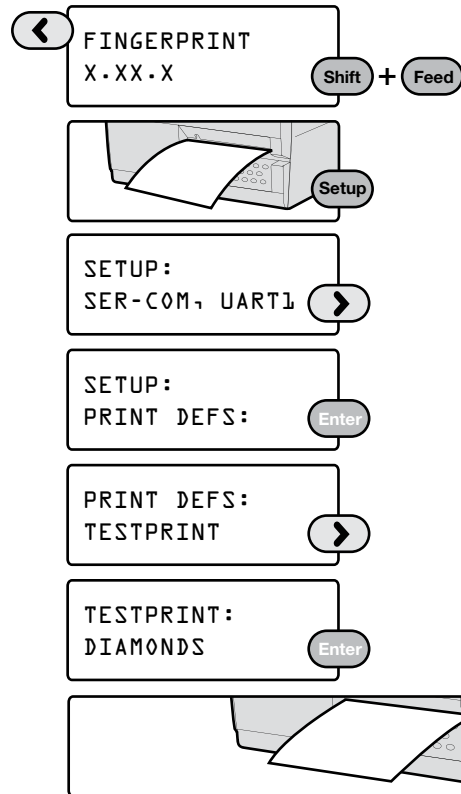 FINGERPRINT
X.XX.X
Shift + Feed
Setup
SETUP:
SER-COM, UART1
SETUP:
PRINT DEFS:
Enter
PRINT DEFS:
TESTPRINT
TESTPRINT:
DIAMONDS
Enter